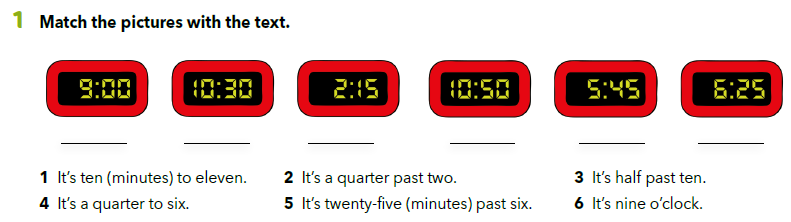 1 Match the pictures with the text.
9:00 10:30 2:15 10:50 5:45 6:25
1 It's ten (minutes) to eleven. 2 It's a quarter past two. 3 It's half past ten.
4 It's a quarter to six. 5 It's twenty-five (minutes) past six. 6 It's nine o'clock.